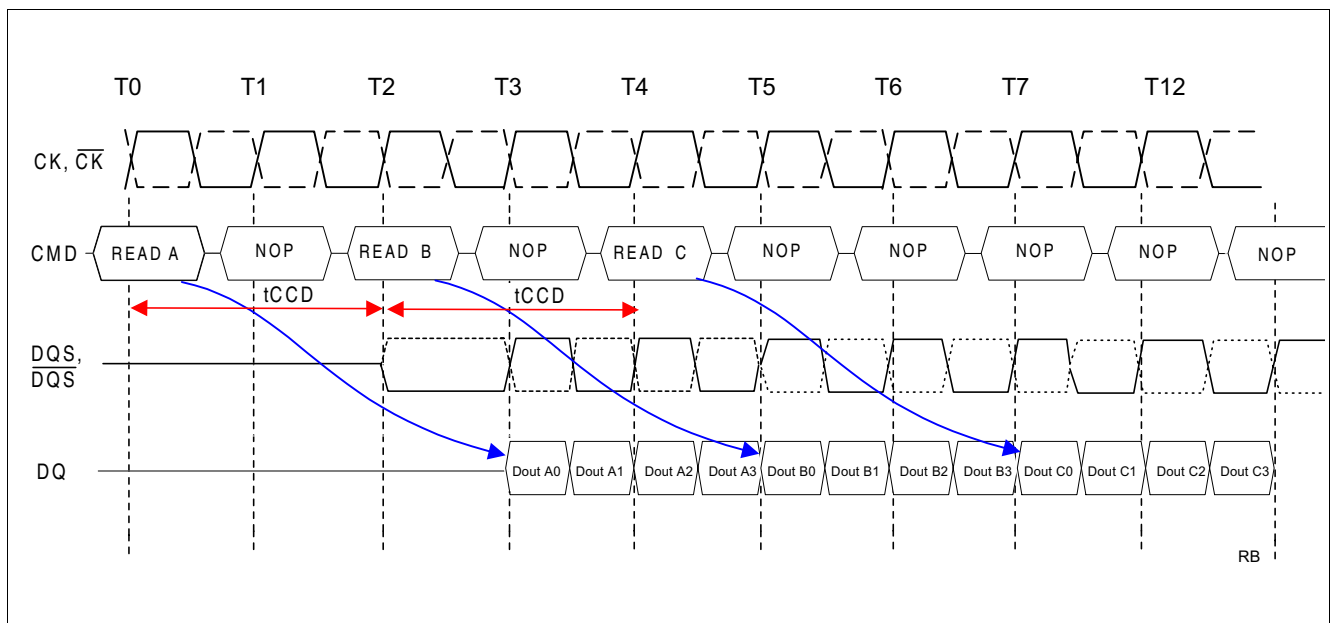 T0 T1 T2 T3 T4 T5 T6 T7 T12
CK, CK
CMD READ A NOP READ B NOP READ C NOP NOP NOP NOP NOP
tCCD tCCD
DQS,
DQS
DQ Dout A0 Dout A1 Dout A2 Dout A3 Dout B0 Dout B1 Dout B2 Dout B3 Dout C0 Dout C1 Dout C2 Dout C3
RB